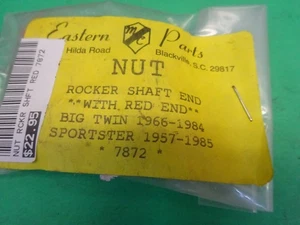 Eastern Parts
MC
Hilda Road
Blackville, S.C. 29817
NUT
ROCKER SHAFT END
**WITH RED END**
BIG TWIN 1966-1984
SPORTSTER 1957-1985
* 7872 *
NUT RCKR SHFT RED 7872
$22.95